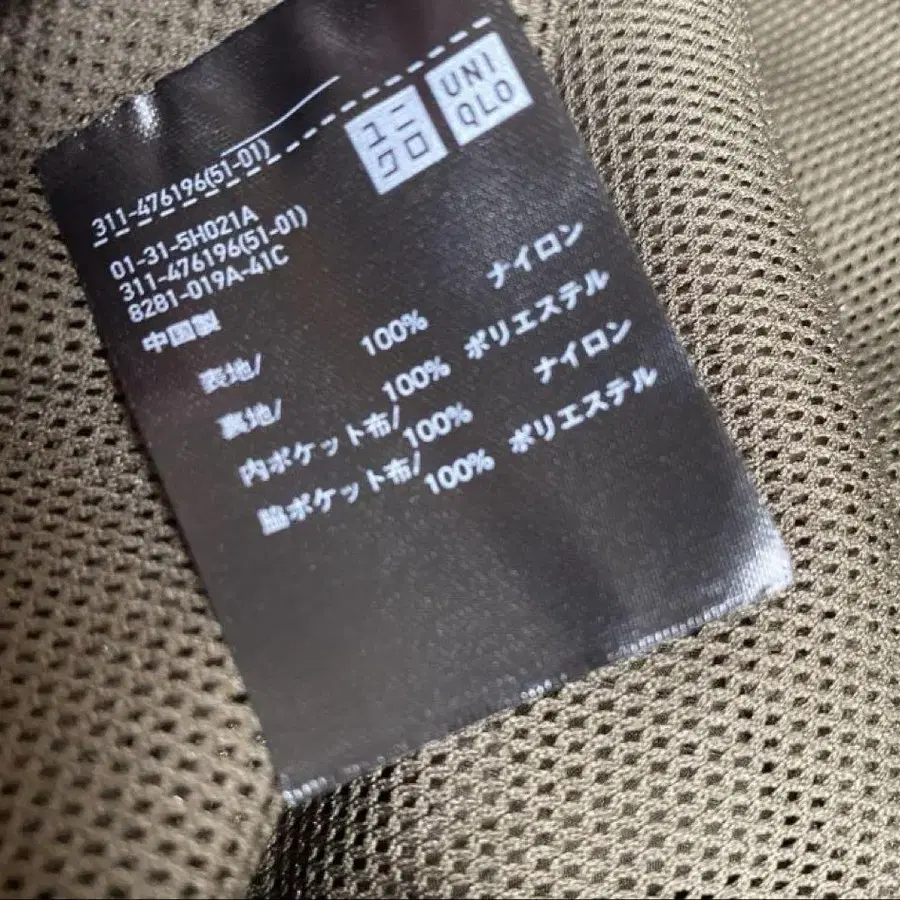 ユニ
クロ
UNI
QLO
311-476196(51-01)
01-31-5H021A
311-476196(51-01)
8281-019A-41C
中国製
表地/ 100% ナイロン
裏地/ 100% ポリエステル
内ポケット布/ 100% ナイロン
脇ポケット布/ 100% ポリエステル